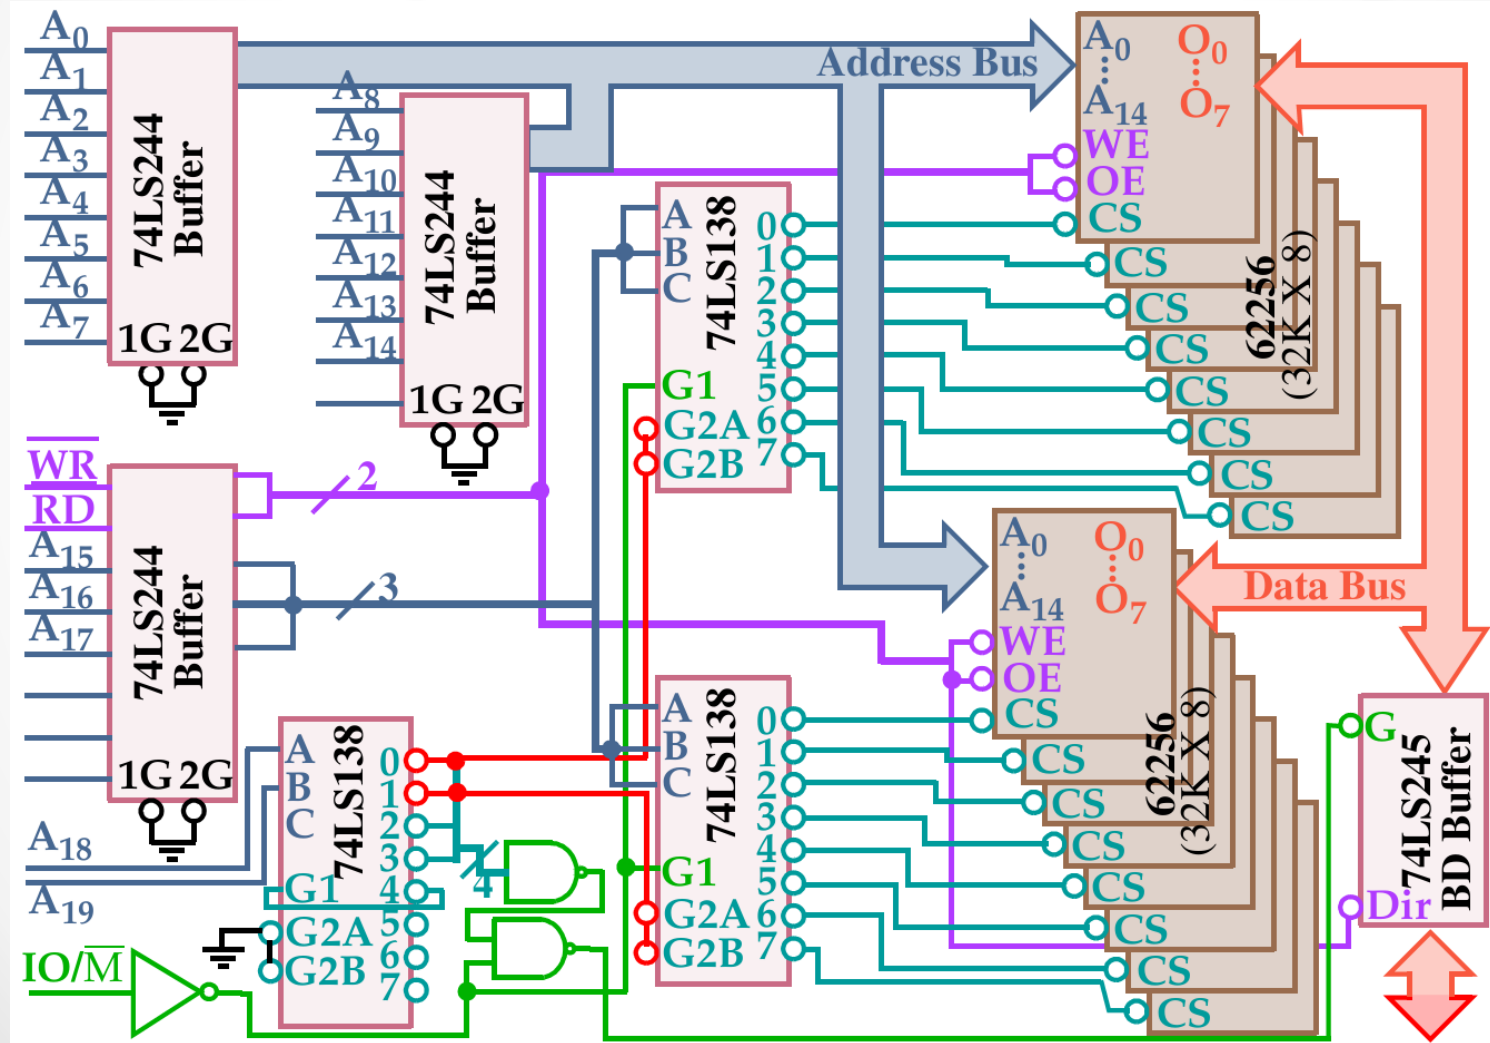 A0
A1
A2
A3
A4
A5
A6
A7
74LS244
Buffer
1G 2G
A8
A9
A10
A11
A12
A13
A14
74LS244
Buffer
1G 2G
Address Bus
A0
A14
O0
O7
WE
OE
CS
CS
CS
CS
CS
CS
CS
CS
62256
(32K X 8)
A
B
C
74LS138
G1
G2A
G2B
0
1
2
3
4
5
6
7
WR
RD
A15
A16
A17
74LS244
Buffer
1G 2G
2
3
A0
A14
O0
O7
WE
OE
CS
CS
CS
CS
CS
CS
CS
CS
62256
(32K X 8)
Data Bus
A
B
C
74LS138
G1
G2A
G2B
0
1
2
3
4
5
6
7
A18
A19
IO/M
A
B
C
74LS138
G1
G2A
G2B
0
1
2
3
4
5
6
7
4
G
74LS245
BD Buffer
Dir